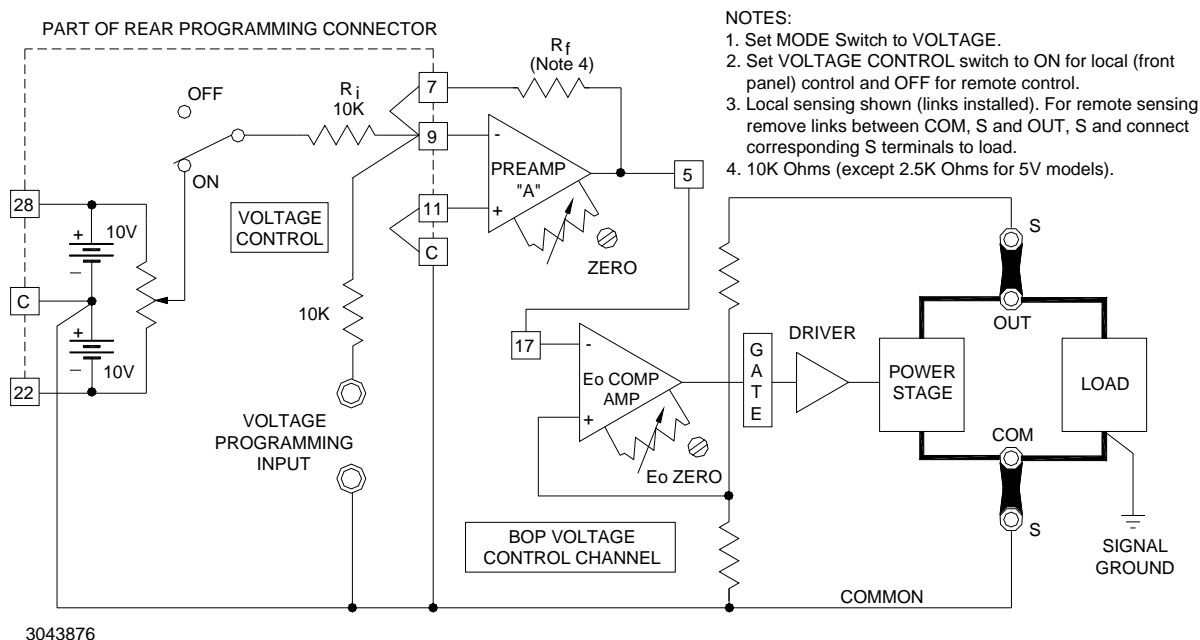 PART OF REAR PROGRAMMING CONNECTOR
NOTES:
1. Set MODE Switch to VOLTAGE.
2. Set VOLTAGE CONTROL switch to ON for local (front
panel) control and OFF for remote control.
3. Local sensing shown (links installed). For remote sensing
remove links between COM, S and OUT, S and connect
corresponding S terminals to load.
4. 10K Ohms (except 2.5K Ohms for 5V models).
Rf
(Note 4)
7
OFF
Ri
10K
9
-
PREAMP
"A"
5
ON
28
VOLTAGE
CONTROL
11
+
C
ZERO
+
10V
–
S
C
10K
OUT
+
10V
–
22
17
-
Eo COMP
AMP
+
Eo ZERO
G
A
T
E
DRIVER
POWER
STAGE
LOAD
VOLTAGE
PROGRAMMING
INPUT
COM
S
BOP VOLTAGE
CONTROL CHANNEL
SIGNAL
GROUND
COMMON
3043876